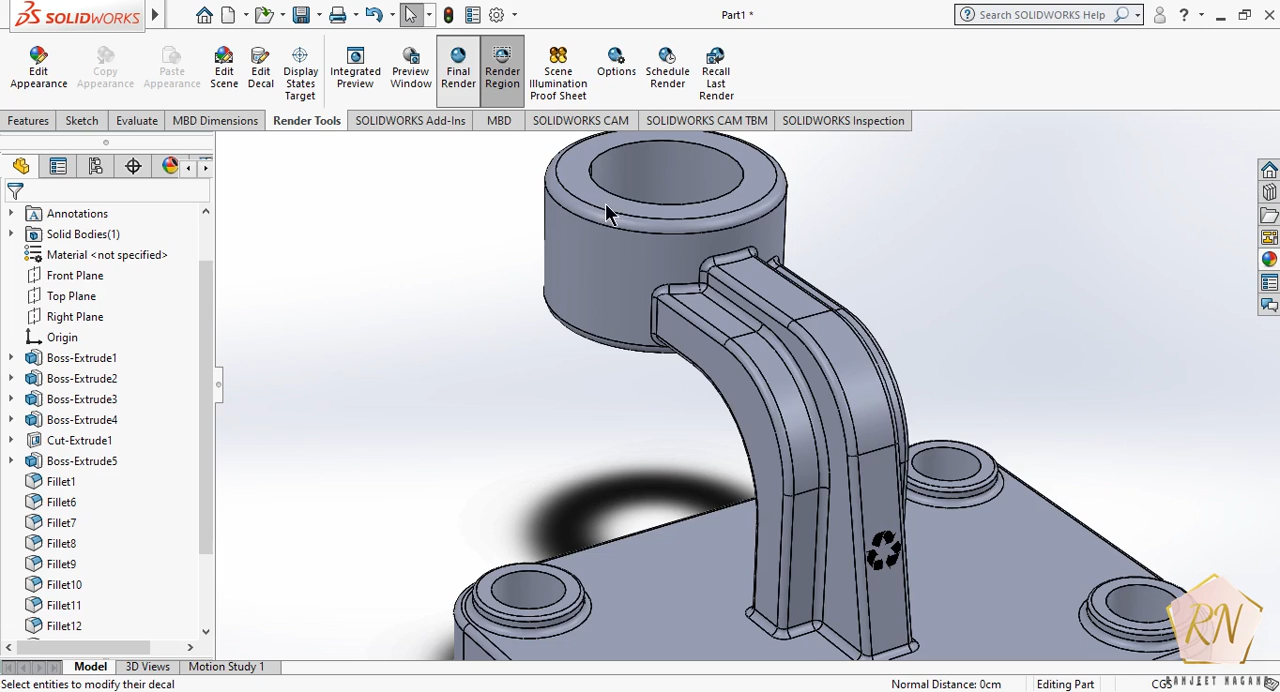 SOLIDWORKS
Part1 *
Search SOLIDWORKS Help
?
Edit Appearance
Copy Appearance
Paste Appearance
Edit Scene
Edit Decal
Display States Target
Integrated Preview
Preview Window
Final Render
Render Region
Scene Illumination Proof Sheet
Options
Schedule Render
Recall Last Render
Features
Sketch
Evaluate
MBD Dimensions
Render Tools
SOLIDWORKS Add-Ins
MBD
SOLIDWORKS CAM
SOLIDWORKS CAM TBM
SOLIDWORKS Inspection
Annotations
Solid Bodies(1)
Material <not specified>
Front Plane
Top Plane
Right Plane
Origin
Boss-Extrude1
Boss-Extrude2
Boss-Extrude3
Boss-Extrude4
Cut-Extrude1
Boss-Extrude5
Fillet1
Fillet6
Fillet7
Fillet8
Fillet9
Fillet10
Fillet11
Fillet12
RN
Model
3D Views
Motion Study 1
Select entities to modify their decal
Normal Distance: 0cm
Editing Part